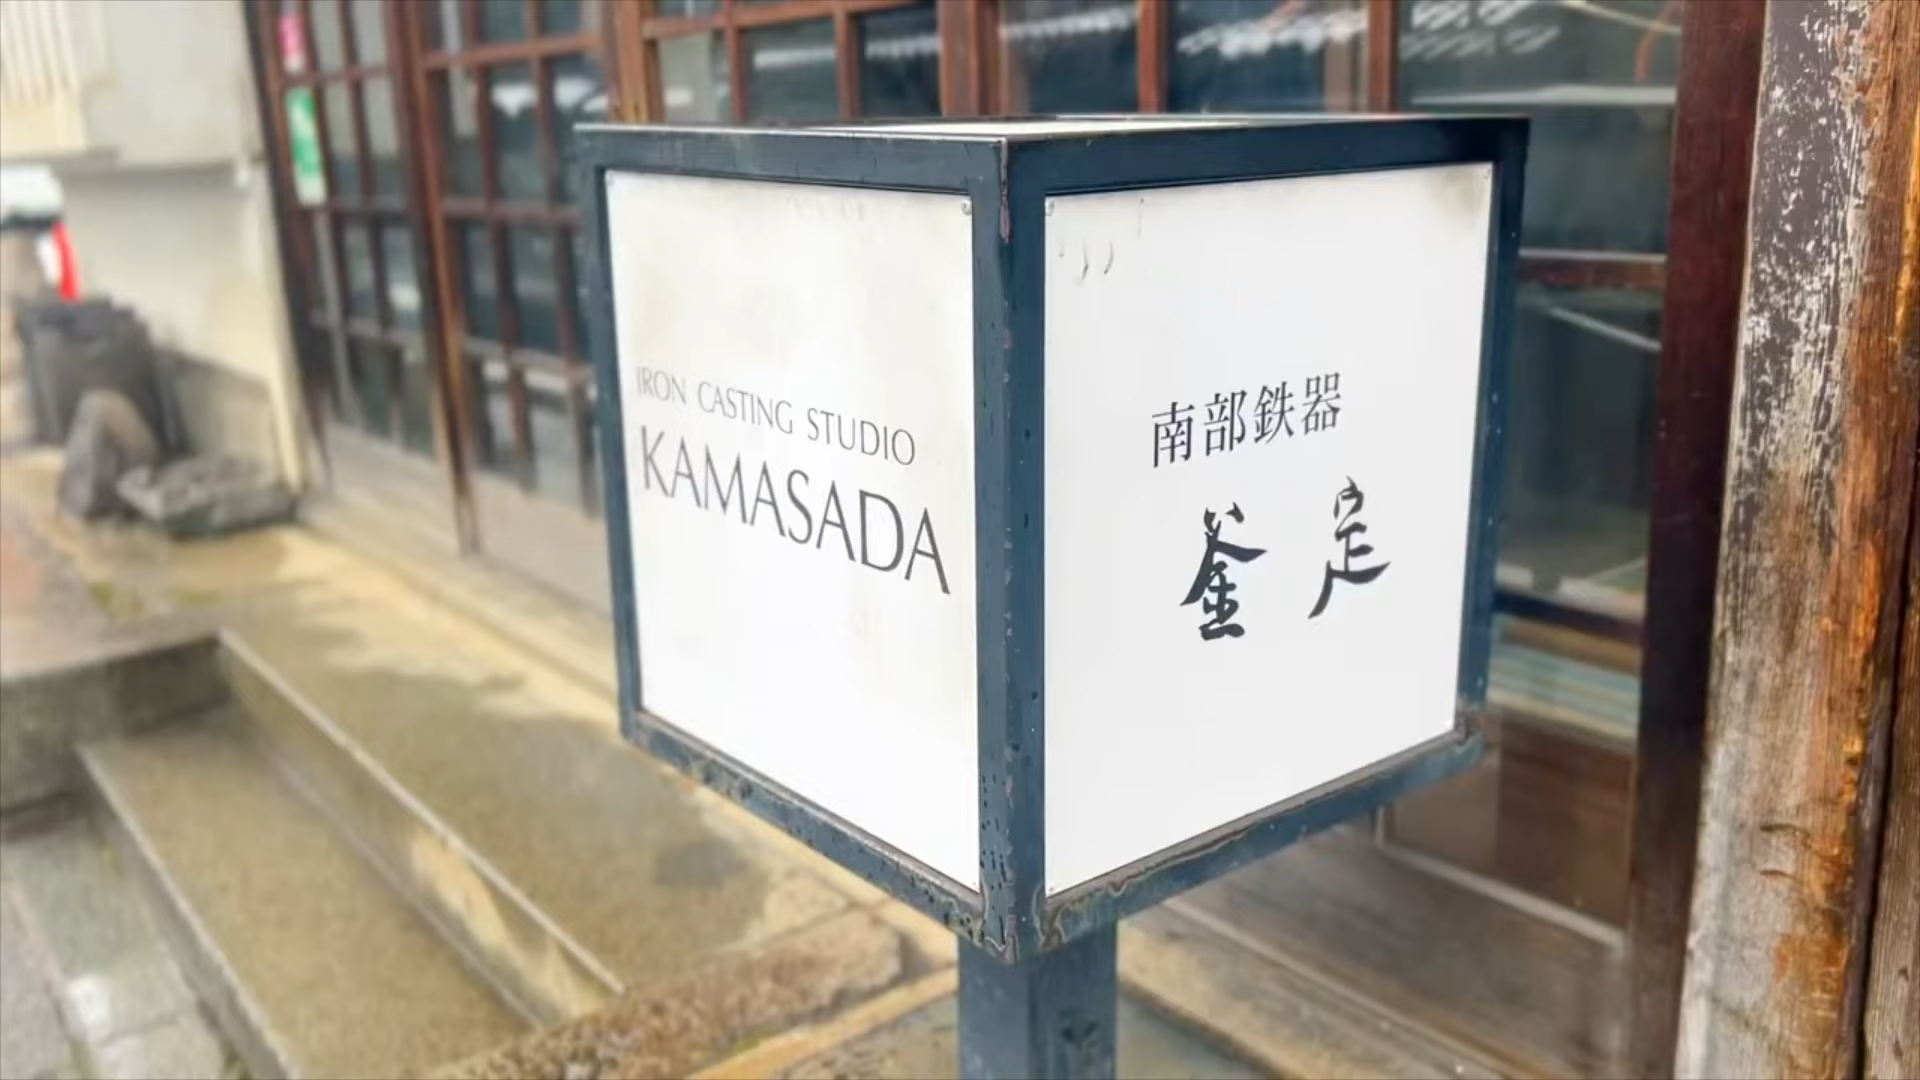 IRON CASTING STUDIO
KAMASADA
南部鉄器
釜定